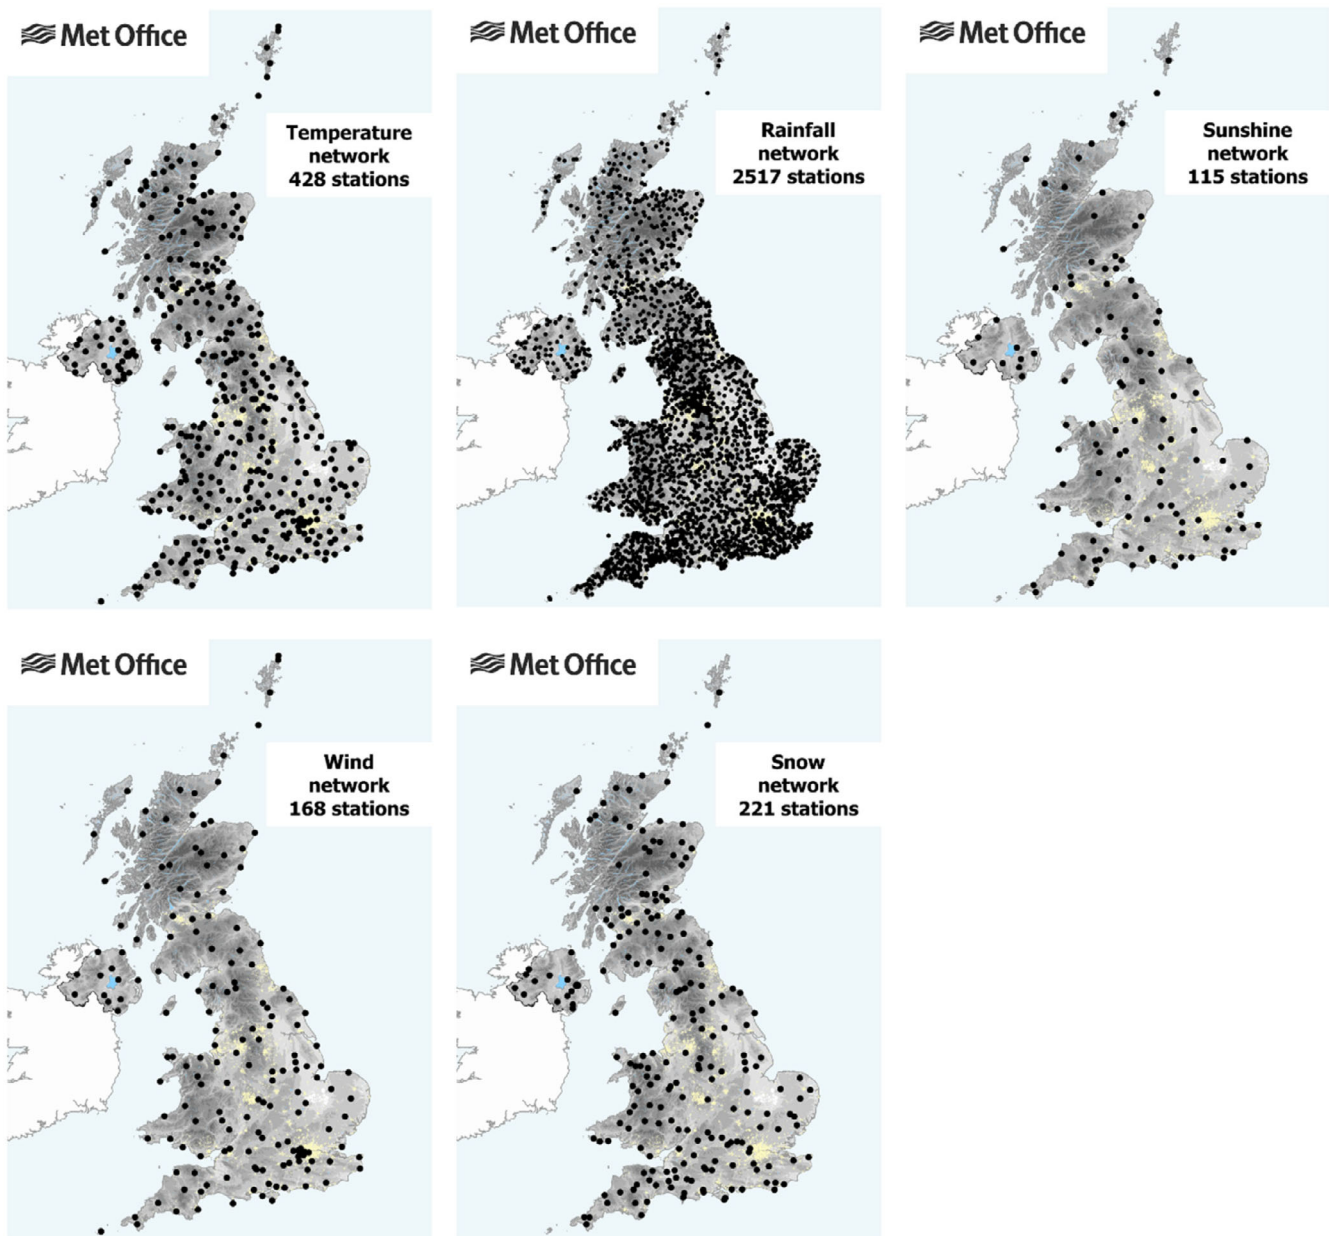 Met Office
Temperature
network
428 stations
Met Office
Rainfall
network
2517 stations
Met Office
Sunshine
network
115 stations
Met Office
Wind
network
168 stations
Met Office
Snow
network
221 stations